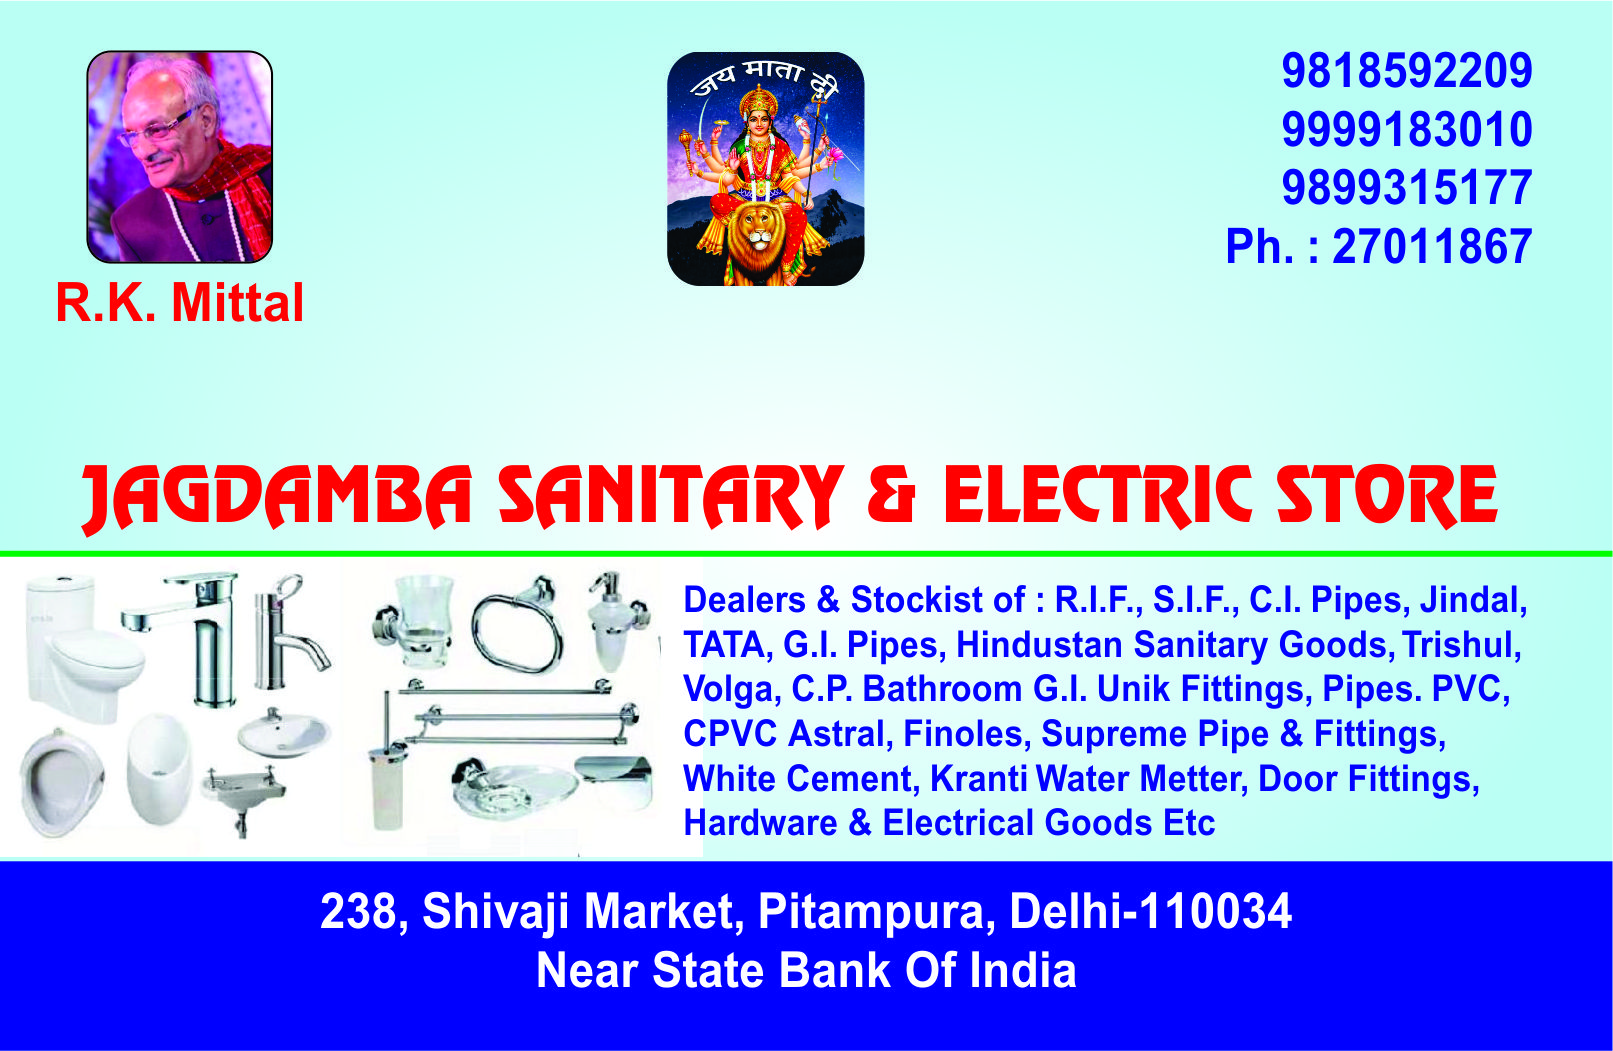 जय माता दी
9818592209
9999183010
9899315177
Ph. : 27011867
R.K. Mittal
JAGDAMBA SANITARY & ELECTRIC STORE
Dealers & Stockist of : R.I.F., S.I.F., C.I. Pipes, Jindal,
TATA, G.I. Pipes, Hindustan Sanitary Goods, Trishul,
Volga, C.P. Bathroom G.I. Unik Fittings, Pipes. PVC,
CPVC Astral, Finoles, Supreme Pipe & Fittings,
White Cement, Kranti Water Metter, Door Fittings,
Hardware & Electrical Goods Etc
238, Shivaji Market, Pitampura, Delhi-110034
Near State Bank Of India